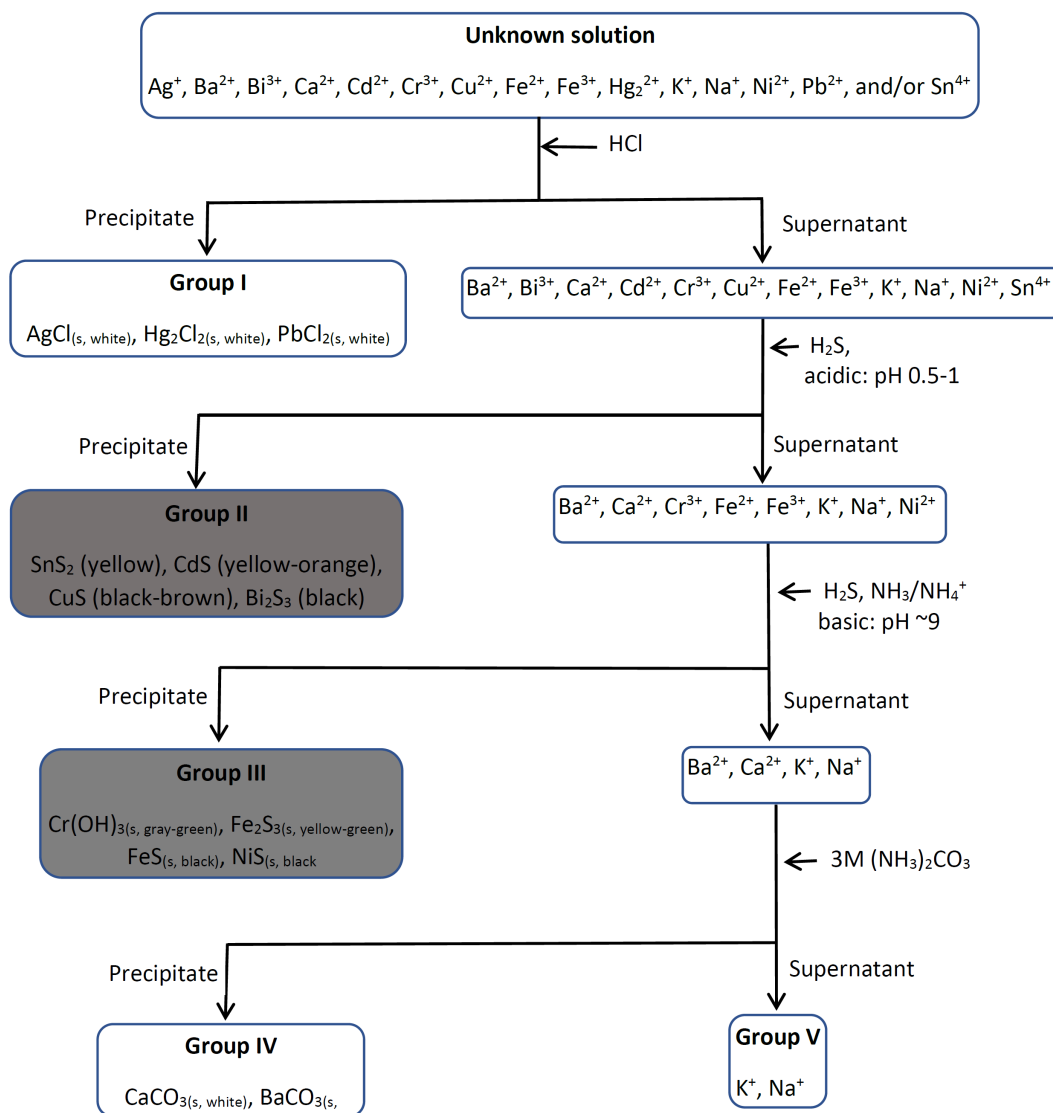 Unknown solution
Ag⁺, Ba²⁺, Bi³⁺, Ca²⁺, Cd²⁺, Cr³⁺, Cu²⁺, Fe²⁺, Fe³⁺, Hg₂²⁺, K⁺, Na⁺, Ni²⁺, Pb²⁺, and/or Sn⁴⁺
HCl
Precipitate
Supernatant
Group I
AgCl(s, white), Hg₂Cl₂(s, white), PbCl₂(s, white)
Ba²⁺, Bi³⁺, Ca²⁺, Cd²⁺, Cr³⁺, Cu²⁺, Fe²⁺, Fe³⁺, K⁺, Na⁺, Ni²⁺, Sn⁴⁺
H₂S,
acidic: pH 0.5-1
Precipitate
Supernatant
Group II
SnS₂ (yellow), CdS (yellow-orange),
CuS (black-brown), Bi₂S₃ (black)
Ba²⁺, Ca²⁺, Cr³⁺, Fe²⁺, Fe³⁺, K⁺, Na⁺, Ni²⁺
H₂S, NH₃/NH₄⁺
basic: pH ~9
Precipitate
Supernatant
Group III
Cr(OH)₃(s, gray-green), Fe₂S₃(s, yellow-green),
FeS(s, black), NiS(s, black
Ba²⁺, Ca²⁺, K⁺, Na⁺
3M (NH₃)₂CO₃
Precipitate
Supernatant
Group IV
CaCO₃(s, white), BaCO₃(s,
Group V
K⁺, Na⁺